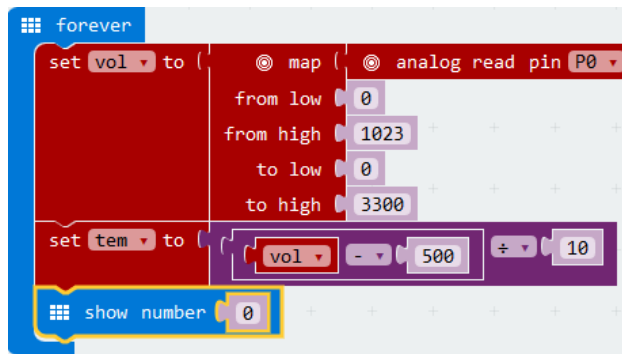 forever
set vol to map analog read pin P0
from low 0
from high 1023
to low 0
to high 3300
set tem to vol - 500 ÷ 10
show number 0